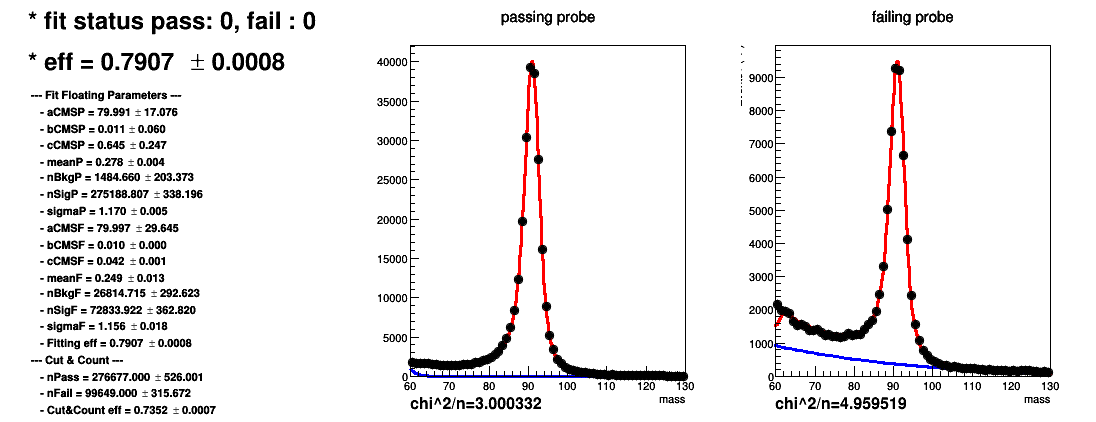 * fit status pass: 0, fail : 0
* eff = 0.7907 ± 0.0008
--- Fit Floating Parameters ---
- aCMSP = 79.991 ± 17.076
- bCMSP = 0.011 ± 0.060
- cCMSP = 0.645 ± 0.247
- meanP = 0.278 ± 0.004
- nBkgP = 1484.660 ± 203.373
- nSigP = 275188.807 ± 338.196
- sigmaP = 1.170 ± 0.005
- aCMSF = 79.997 ± 29.645
- bCMSF = 0.010 ± 0.000
- cCMSF = 0.042 ± 0.001
- meanF = 0.249 ± 0.013
- nBkgF = 26814.715 ± 292.623
- nSigF = 72833.922 ± 362.820
- sigmaF = 1.156 ± 0.018
- Fitting eff = 0.7907 ± 0.0008
--- Cut & Count ---
- nPass = 276677.000 ± 526.001
- nFail = 99649.000 ± 315.672
- Cut&Count eff = 0.7352 ± 0.0007
passing probe
40000
35000
30000
25000
20000
15000
10000
5000
0
60 70 80 90 100 110 120 130
mass
chi^2/n=3.000332
failing probe
9000
8000
7000
6000
5000
4000
3000
2000
1000
0
60 70 80 90 100 110 120 130
mass
chi^2/n=4.959519